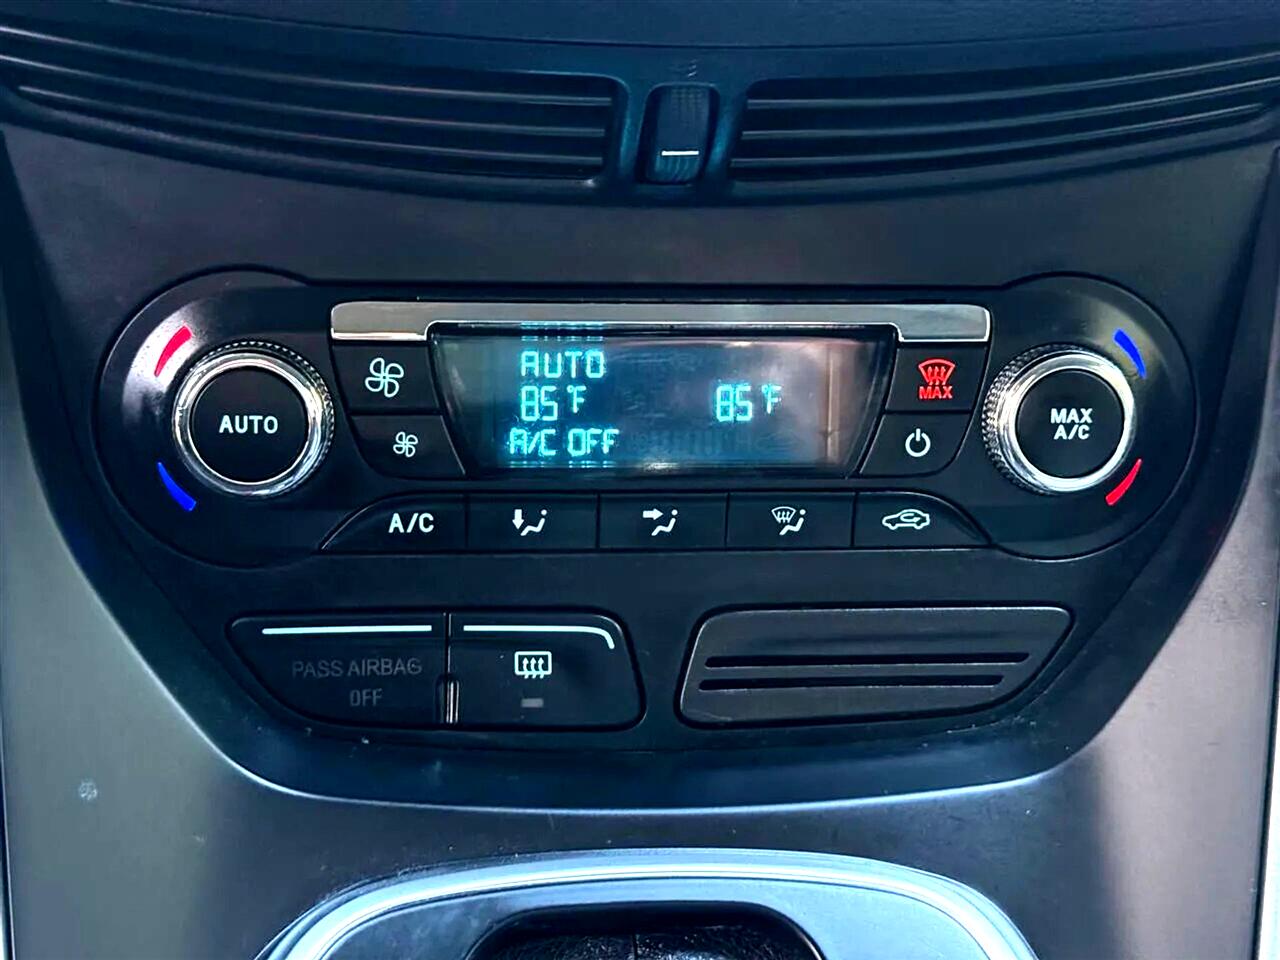 AUTO
AUTO
85°F 85°F
A/C OFF
MAX
MAX
A/C
A/C
PASS AIRBAG
OFF